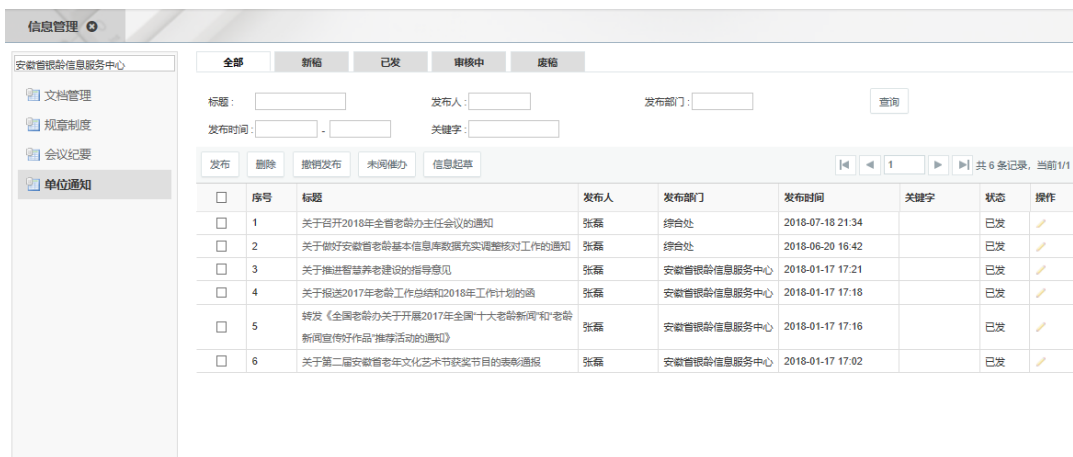 信息管理
安徽省银龄信息服务中心
文档管理
规章制度
会议纪要
单位通知
全部 新稿 已发 审核中 废稿
标题： 发布人： 发布部门： 查询
发布时间： - 关键字：
发布 删除 撤销发布 未阅催办 信息起草 1 共 6 条记录，当前1/1
序号 标题 发布人 发布部门 发布时间 关键字 状态 操作
1 关于召开2018年全省老龄办主任会议的通知 张磊 综合处 2018-07-18 21:34 已发
2 关于做好安徽省老龄基本信息库数据充实调整核对工作的通知 张磊 综合处 2018-06-20 16:42 已发
3 关于推进智慧养老建设的指导意见 张磊 安徽省银龄信息服务中心 2018-01-17 17:21 已发
4 关于报送2017年老龄工作总结和2018年工作计划的函 张磊 安徽省银龄信息服务中心 2018-01-17 17:18 已发
5 转发《全国老龄办关于开展2017年全国“十大老龄新闻”和“老龄 张磊 安徽省银龄信息服务中心 2018-01-17 17:16 已发
新闻宣传好作品”推荐活动的通知》
6 关于第二届安徽省老年文化艺术节获奖节目的表彰通报 张磊 安徽省银龄信息服务中心 2018-01-17 17:02 已发